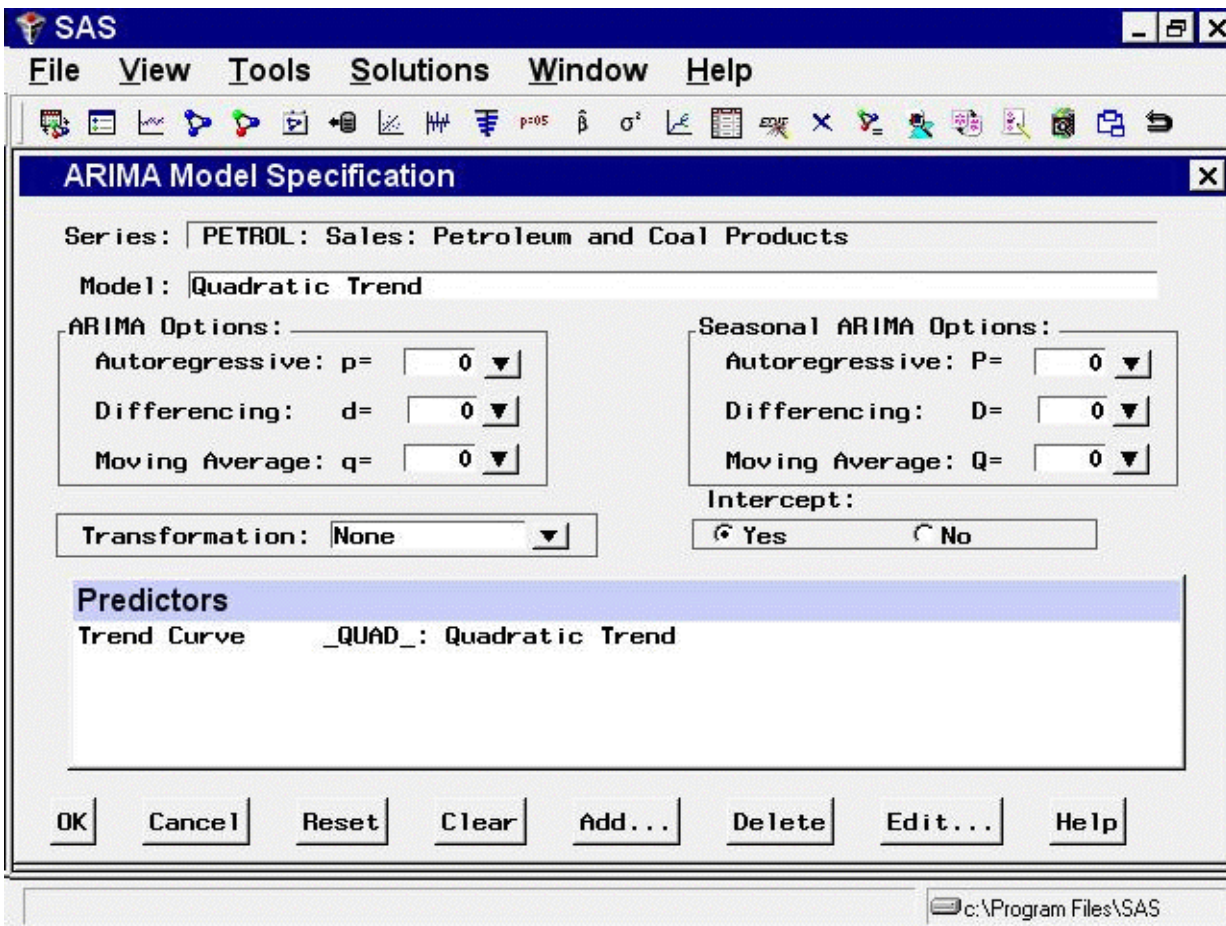 SAS
File View Tools Solutions Window Help
p=05 β̂ σ² EDIT
ARIMA Model Specification
Series: PETROL: Sales: Petroleum and Coal Products
Model: Quadratic Trend
ARIMA Options:
Autoregressive: p= 0
Differencing: d= 0
Moving Average: q= 0
Seasonal ARIMA Options:
Autoregressive: P= 0
Differencing: D= 0
Moving Average: Q= 0
Transformation: None
Intercept:
Yes No
Predictors
Trend Curve _QUAD_: Quadratic Trend
OK Cancel Reset Clear Add... Delete Edit... Help
c:\Program Files\SAS